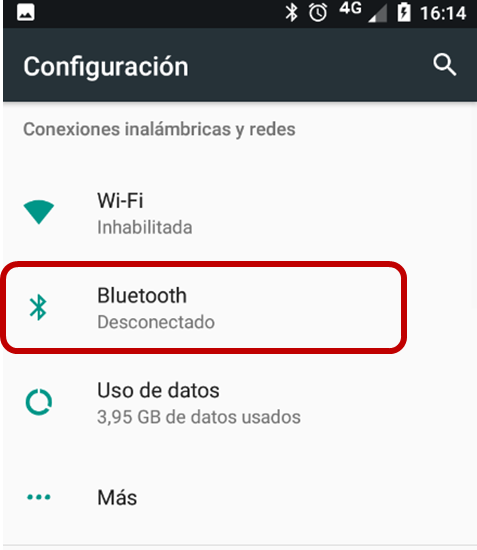 4G 16:14
Configuración
Conexiones inalámbricas y redes
Wi-Fi
Inhabilitada
Bluetooth
Desconectado
Uso de datos
3,95 GB de datos usados
Más